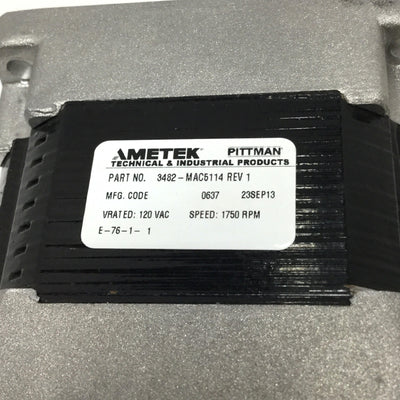 AMETEK PITTMAN
TECHNICAL & INDUSTRIAL PRODUCTS
PART NO. 3482-MAC5114 REV 1
MFG. CODE 0637 23SEP13
VRATED: 120 VAC SPEED: 1750 RPM
E-76-1- 1